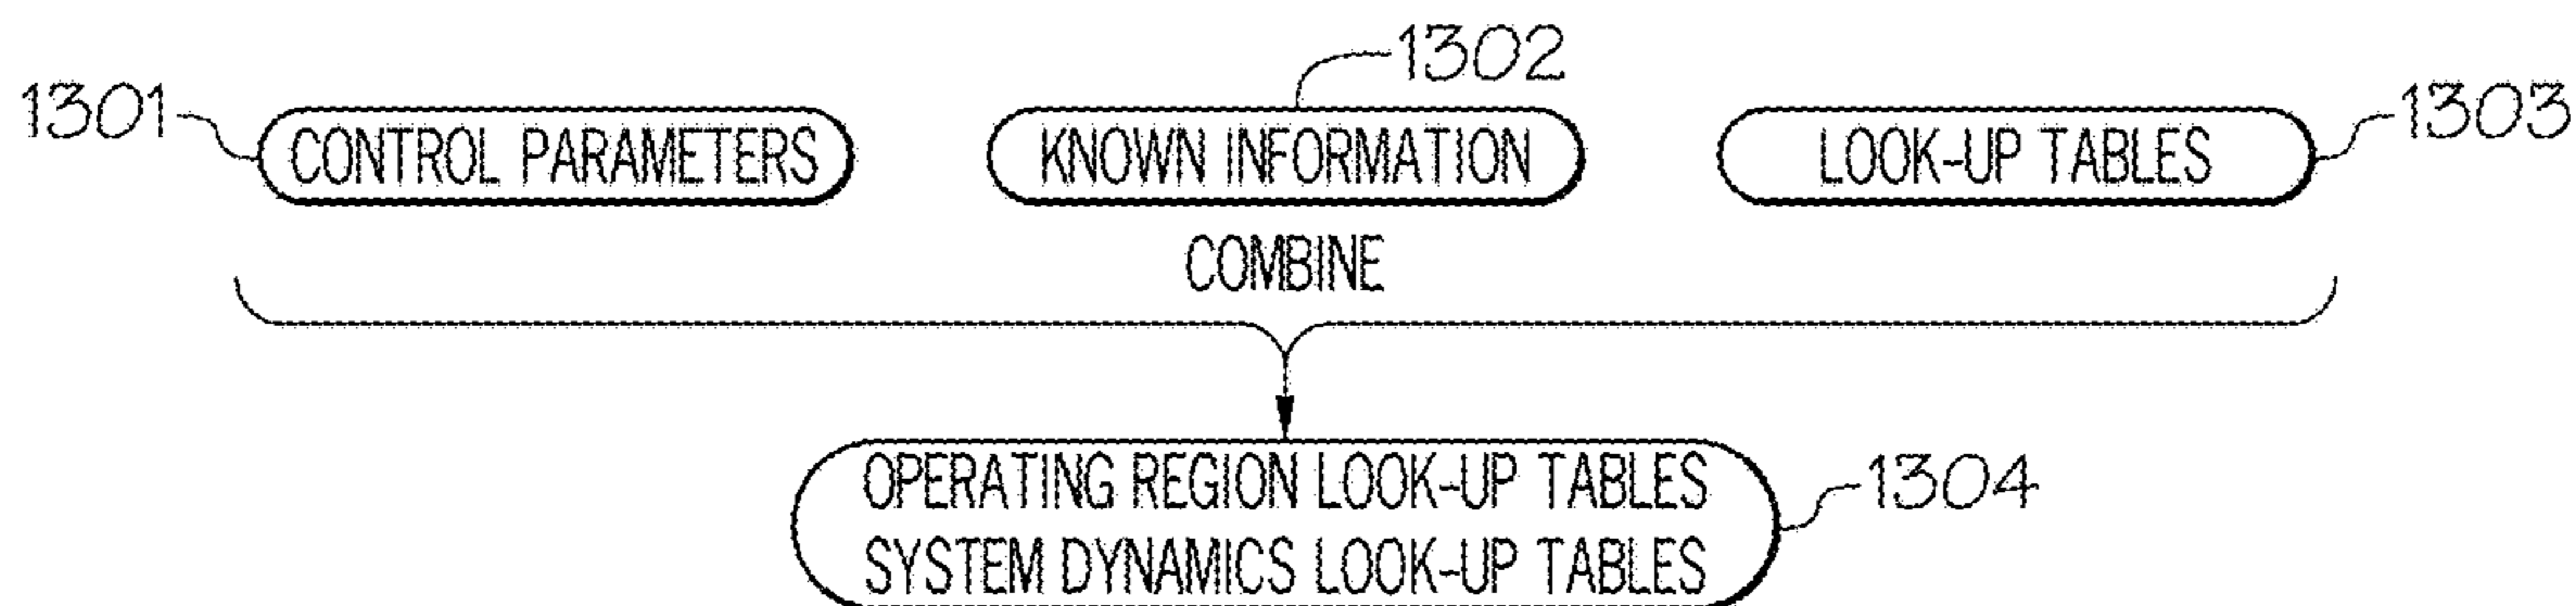 1302
1301 CONTROL PARAMETERS KNOWN INFORMATION LOOK-UP TABLES 1303
COMBINE
OPERATING REGION LOOK-UP TABLES
1304
SYSTEM DYNAMICS LOOK-UP TABLES